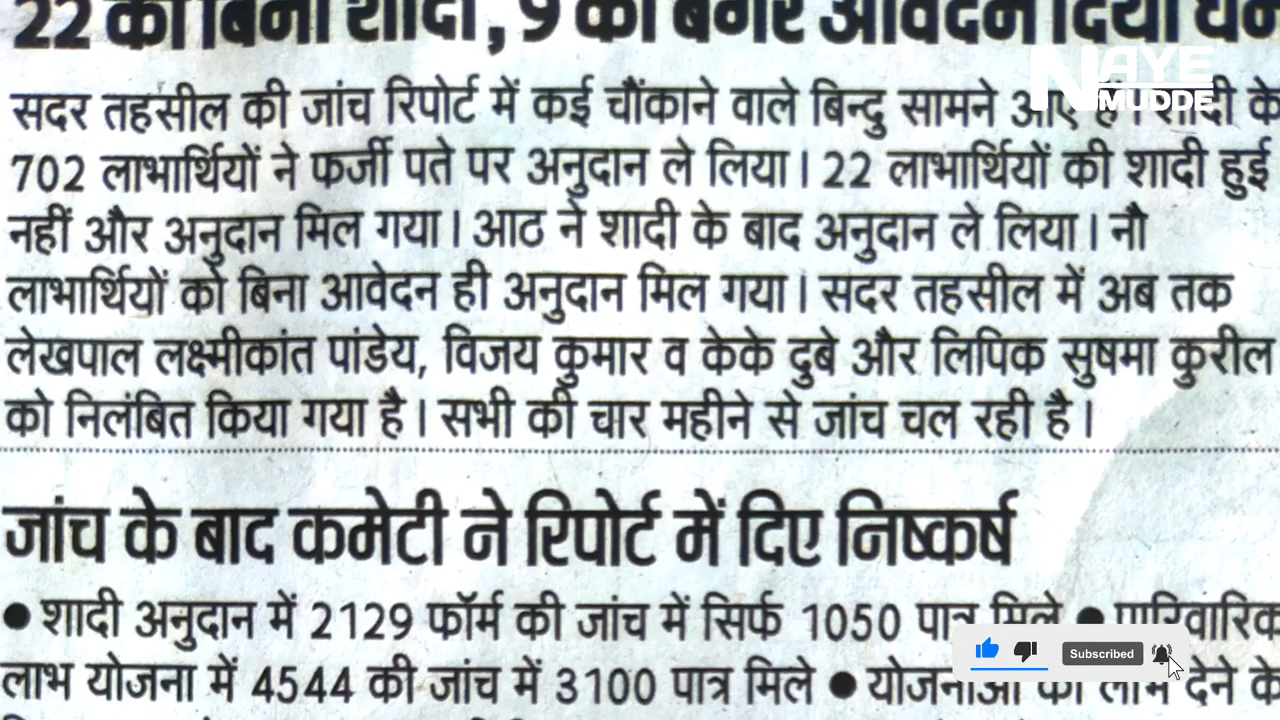 22 को बिना शादी, 9 को बगैर आवेदन दिया धन
NAYE
MUDDE
सदर तहसील की जांच रिपोर्ट में कई चौंकाने वाले बिन्दु सामने आए हैं। शादी के
702 लाभार्थियों ने फर्जी पते पर अनुदान ले लिया। 22 लाभार्थियों की शादी हुई
नहीं और अनुदान मिल गया। आठ ने शादी के बाद अनुदान ले लिया। नौ
लाभार्थियों को बिना आवेदन ही अनुदान मिल गया। सदर तहसील में अब तक
लेखपाल लक्ष्मीकांत पांडेय, विजय कुमार व केके दुबे और लिपिक सुषमा कुरील
को निलंबित किया गया है। सभी की चार महीने से जांच चल रही है।
जांच के बाद कमेटी ने रिपोर्ट में दिए निष्कर्ष
● शादी अनुदान में 2129 फॉर्म की जांच में सिर्फ 1050 पात्र मिले ● पारिवारिक
लाभ योजना में 4544 की जांच में 3100 पात्र मिले ● योजनाओं का लाभ देने के
Subscribed